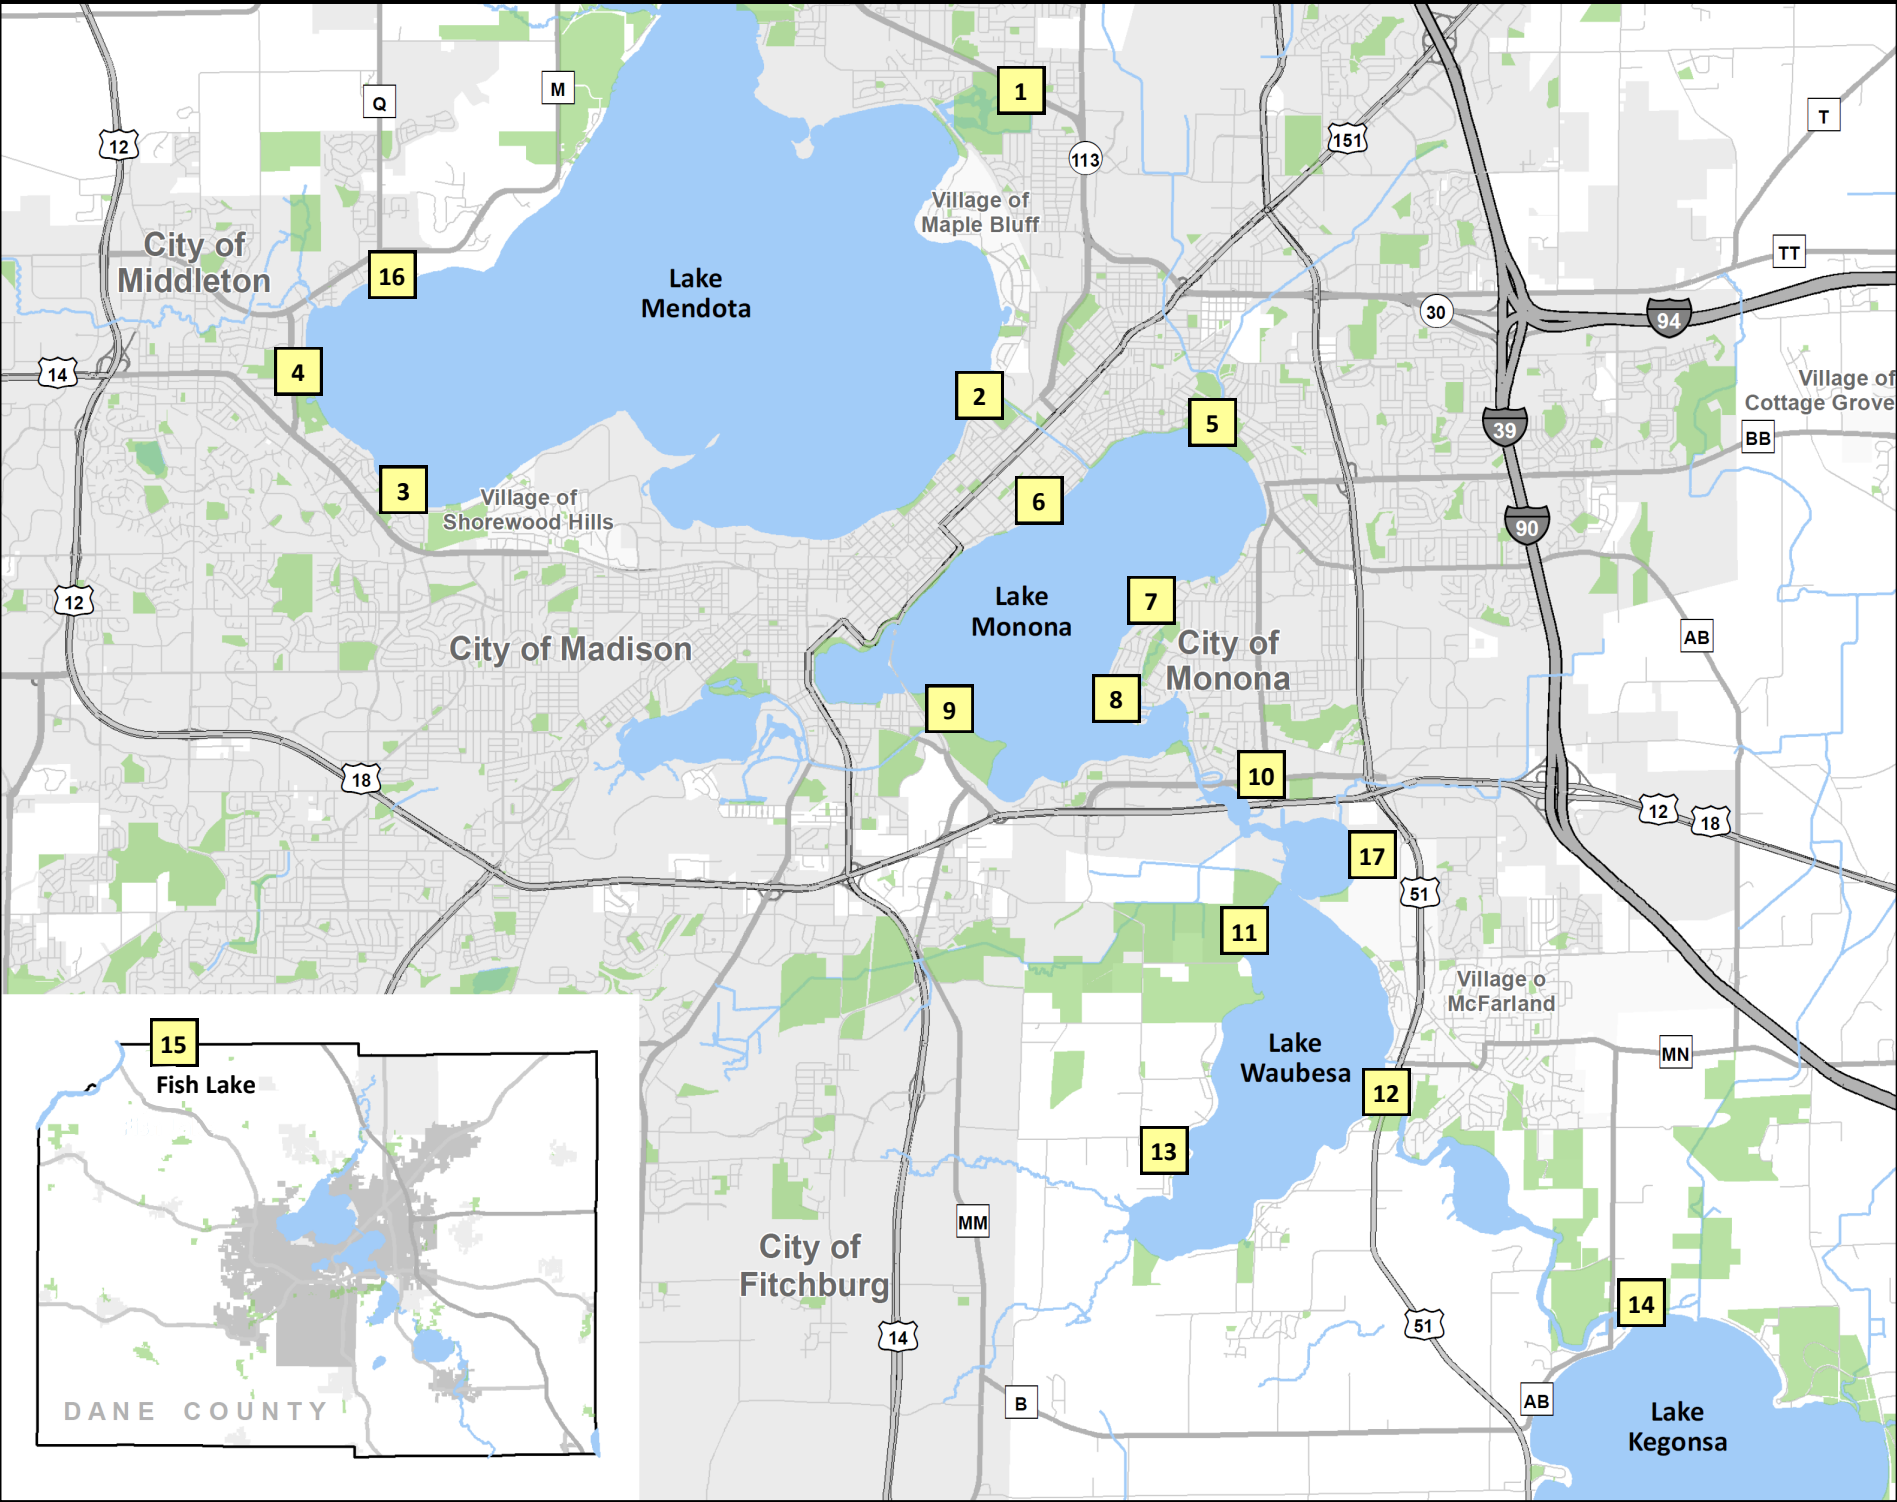 1
M
Q
T
12
151
113
Village of
Maple Bluff
City of
Middleton
TT
16
Lake
Mendota
30
94
4
14
2
Village of
Cottage Grove
5
39
BB
3
6
Village of
Shorewood Hills
90
12
7
Lake
Monona
City of Madison
City of
Monona
AB
8
9
18
10
12
18
17
51
11
Village o
McFarland
15
Fish Lake
Lake
Waubesa
MN
12
13
MM
City of
Fitchburg
14
14
51
B
AB
DANE COUNTY
Lake
Kegonsa